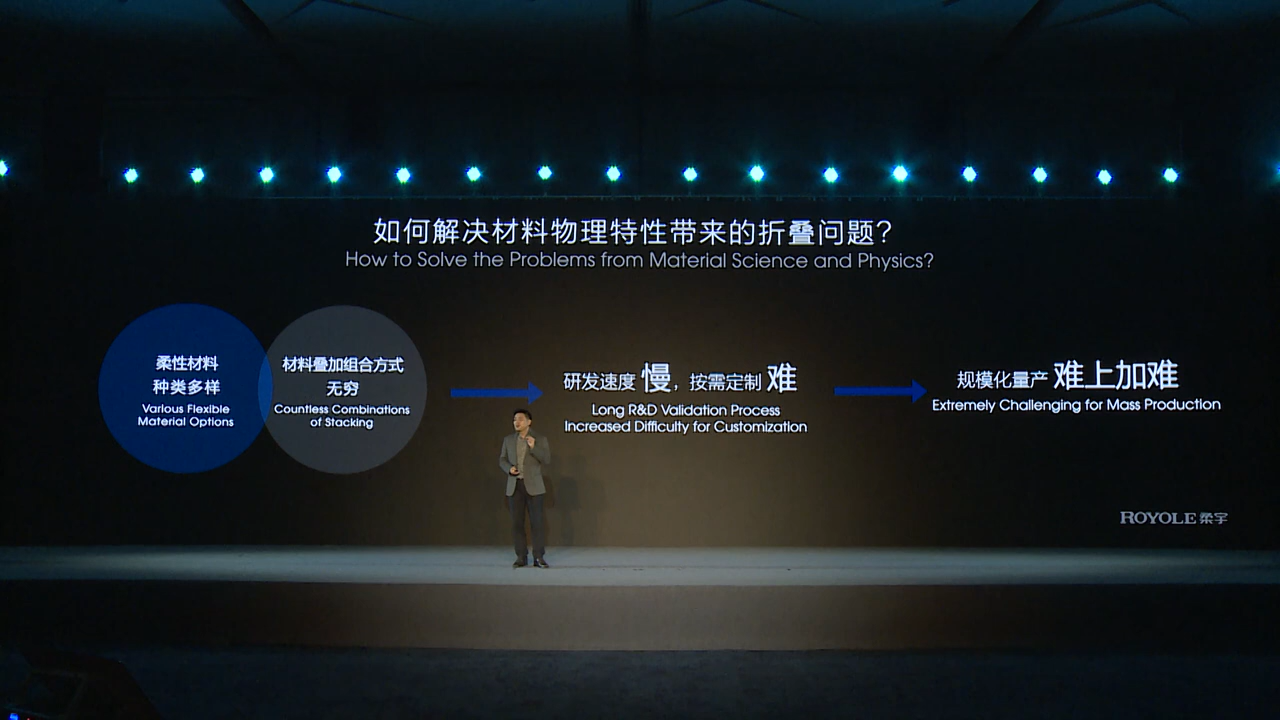 如何解决材料物理特性带来的折叠问题?
How to Solve the Problems from Material Science and Physics?
柔性材料
种类多样
Various Flexible
Material Options
材料叠加组合方式
无穷
Countless Combinations
of Stacking
研发速度 慢，按需定制 难
Long R&D Validation Process
Increased Difficulty for Customization
规模化量产 难上加难
Extremely Challenging for Mass Production
ROYOLE 柔宇